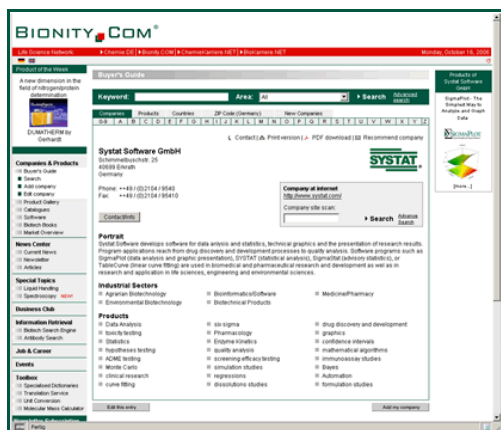 BIONITY.COM
Life Science Network
Chemie.DE | Bionity.COM | ChemieKarriere.NET | BioKarriere.NET
Monday, October 16, 2006
Product of the Week
A new dimension in the
field of nitrogen/protein
determination
DUMATHERM by
Gerhardt
Companies & Products
Buyer's Guide
Search
Add company
Edit company
Product Gallery
Catalogues
Software
Biotech Books
Market Overview
News Center
Current News
Newsletter
Articles
Special Topics
Liquid Handling
Spectroscopy NEW!
Business Club
Information Retrieval
Biotech Search Engine
Antibody Search
Job & Career
Events
Toolbox
Specialised Dictionaries
Translation Service
Unit Conversion
Molecular Mass Calculator
Buyer's Guide
Keyword: Area: All Search Advanced
search
Companies Products Countries ZIP Code (Germany) New Companies
0-9 A B C D E F G H I J K L M N O P Q R S T U V W X Y Z
Contact | Print version | PDF download | Recommend company
Systat Software GmbH
Schimmelbuschstr. 25
40699 Erkrath
Germany
Phone: ++49 / (0)2104 / 9540
Fax: ++49 / (0)2104 / 95410
Contact/Info
SYSTAT
Company at internet
http://www.systat.com/
Company site scan:
Search Advance
Search
Portrait
Systat Software develops software for data anlysis and statistics, technical graphics and the presentation of research results.
Program applications reach from drug discovery and development processes to quality analysis. Software programs such as
SigmaPlot (data analysis and graphic presentation), SYSTAT (statistical analysis), SigmaStat (advisory statistics), or
TableCurve (linear curve fitting) are used in biomedical and pharmaceutical research and development as well as in
research and application in life sciences, engineering and environmental sciences.
Industrial Sectors
Agrarian Biotechnology
Bioinformatics/Software
Medicine/Pharmacy
Environmental Biotechnology
Biotechnical Products
Products
Data Analysis
six sigma
drug discovery and development
toxicity testing
Pharmacology
graphics
Statistics
Enzyme Kinetics
confidence intervals
hypotheses testing
quality analysis
mathematical algorithms
ADME testing
screening efficacy testing
immunoassays
Monte Carlo
simulation studies
Bayes
clinical research
regressions
Automation
curve fitting
dissolutions studies
formulation studies
Edit this entry
Add my company
Products of
Systat Software
GmbH
SigmaPlot - The
Simplest Way to
Analyze and Graph
Data
SIGMAPLOT
[more...]
Fertig